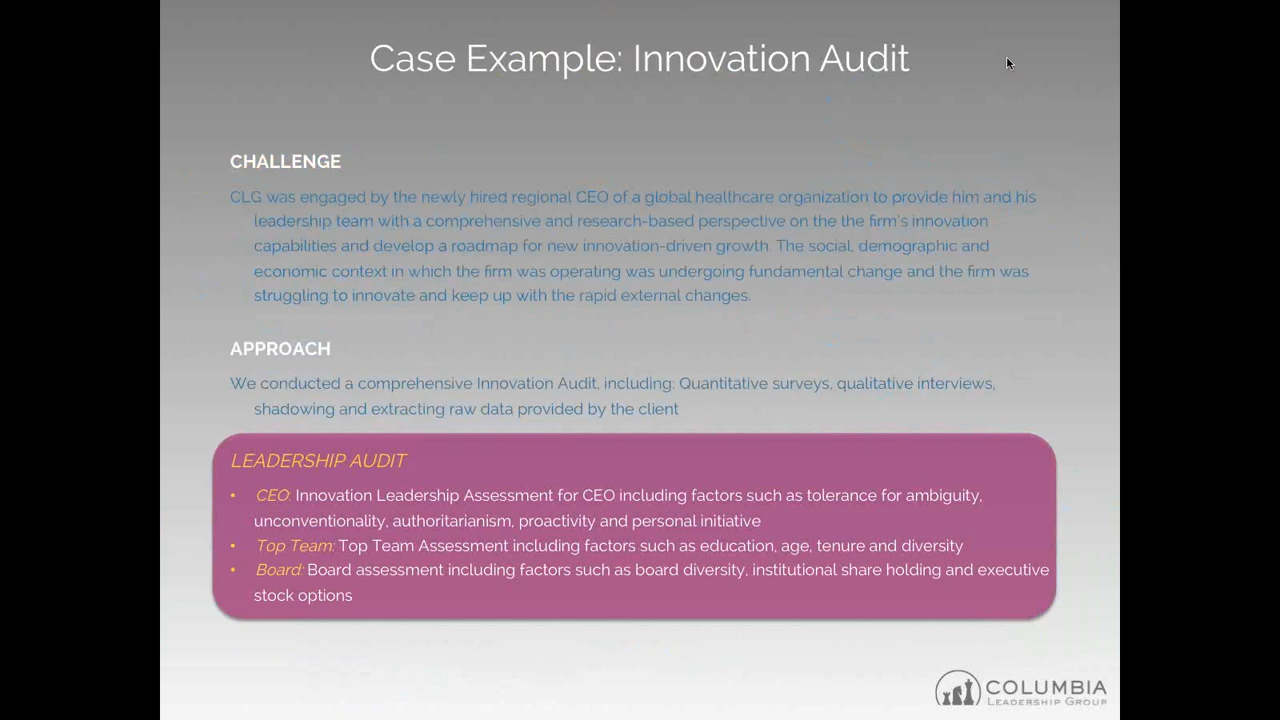 Case Example: Innovation Audit
CHALLENGE
CLG was engaged by the newly hired regional CEO of a global healthcare organization to provide him and his
leadership team with a comprehensive and research-based perspective on the the firm's innovation
capabilities and develop a roadmap for new innovation-driven growth. The social, demographic and
economic context in which the firm was operating was undergoing fundamental change and the firm was
struggling to innovate and keep up with the rapid external changes.
APPROACH
We conducted a comprehensive Innovation Audit, including: Quantitative surveys, qualitative interviews,
shadowing and extracting raw data provided by the client
LEADERSHIP AUDIT
• CEO: Innovation Leadership Assessment for CEO including factors such as tolerance for ambiguity,
unconventionality, authoritarianism, proactivity and personal initiative
• Top Team: Top Team Assessment including factors such as education, age, tenure and diversity
• Board: Board assessment including factors such as board diversity, institutional share holding and executive
stock options
COLUMBIA
LEADERSHIP GROUP